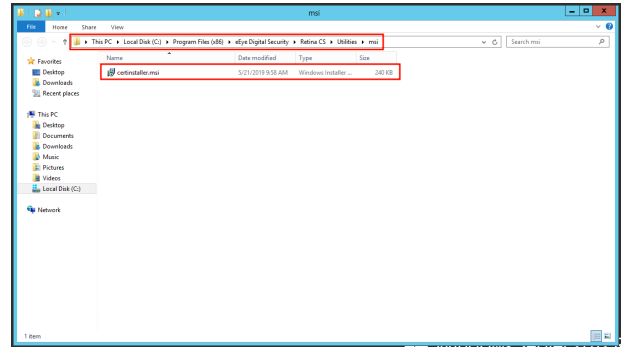 msi
File Home Share View
This PC Local Disk (C:) Program Files (x86) eEye Digital Security Retina CS Utilities msi
Search msi
Name Date modified Type Size
certinstaller.msi 5/21/2019 9:58 AM Windows Installer ... 240 KB
Favorites
Desktop
Downloads
Recent places
This PC
Desktop
Documents
Downloads
Music
Pictures
Videos
Local Disk (C:)
Network
1 item